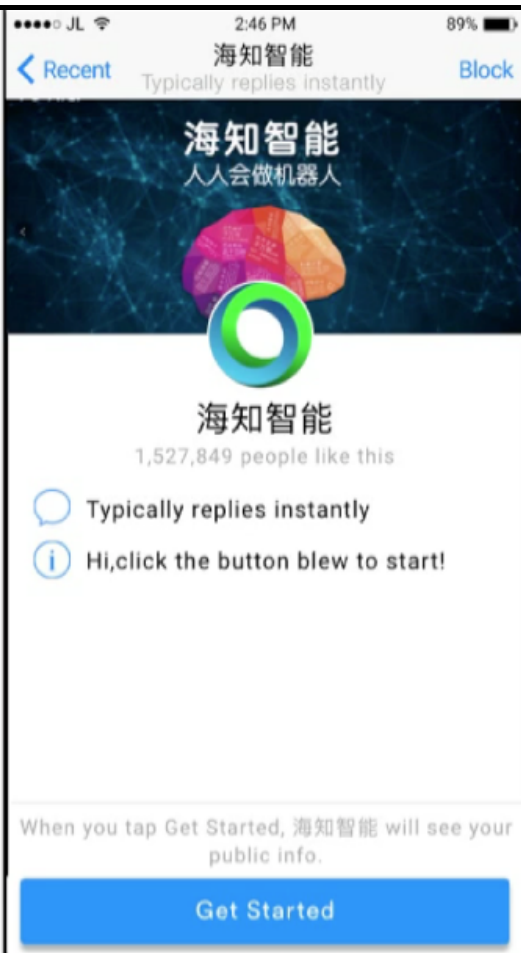 JL
2:46 PM
89%
Recent
海知智能
Typically replies instantly
Block
海知智能
人人会做机器人
海知智能
1,527,849 people like this
Typically replies instantly
Hi,click the button blew to start!
When you tap Get Started, 海知智能 will see your
public info.
Get Started